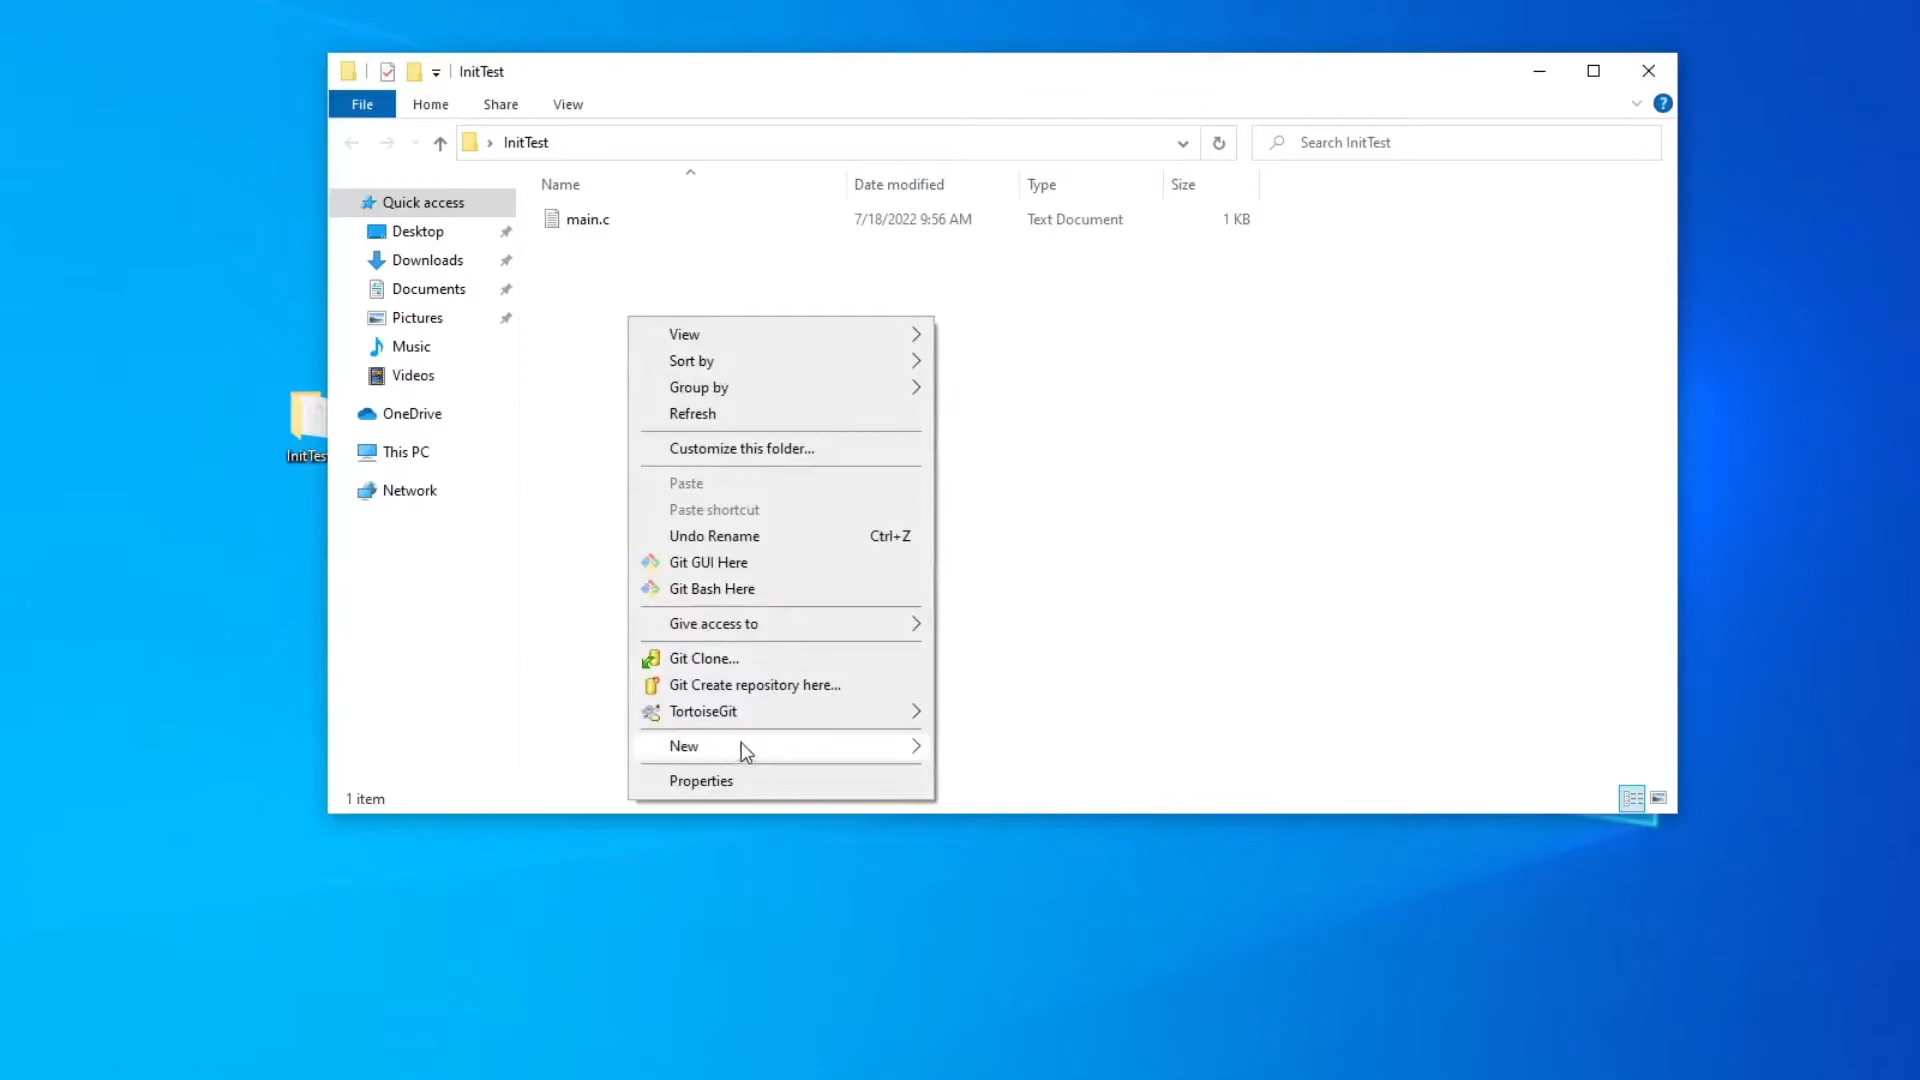 InitTest
File Home Share View
InitTest
Search InitTest
Name Date modified Type Size
main.c 7/18/2022 9:56 AM Text Document 1 KB
Quick access
Desktop
Downloads
Documents
Pictures
Music
Videos
OneDrive
This PC
Network
InitTes
View
Sort by
Group by
Refresh
Customize this folder...
Paste
Paste shortcut
Undo Rename Ctrl+Z
Git GUI Here
Git Bash Here
Give access to
Git Clone...
Git Create repository here...
TortoiseGit
New
Properties
1 item